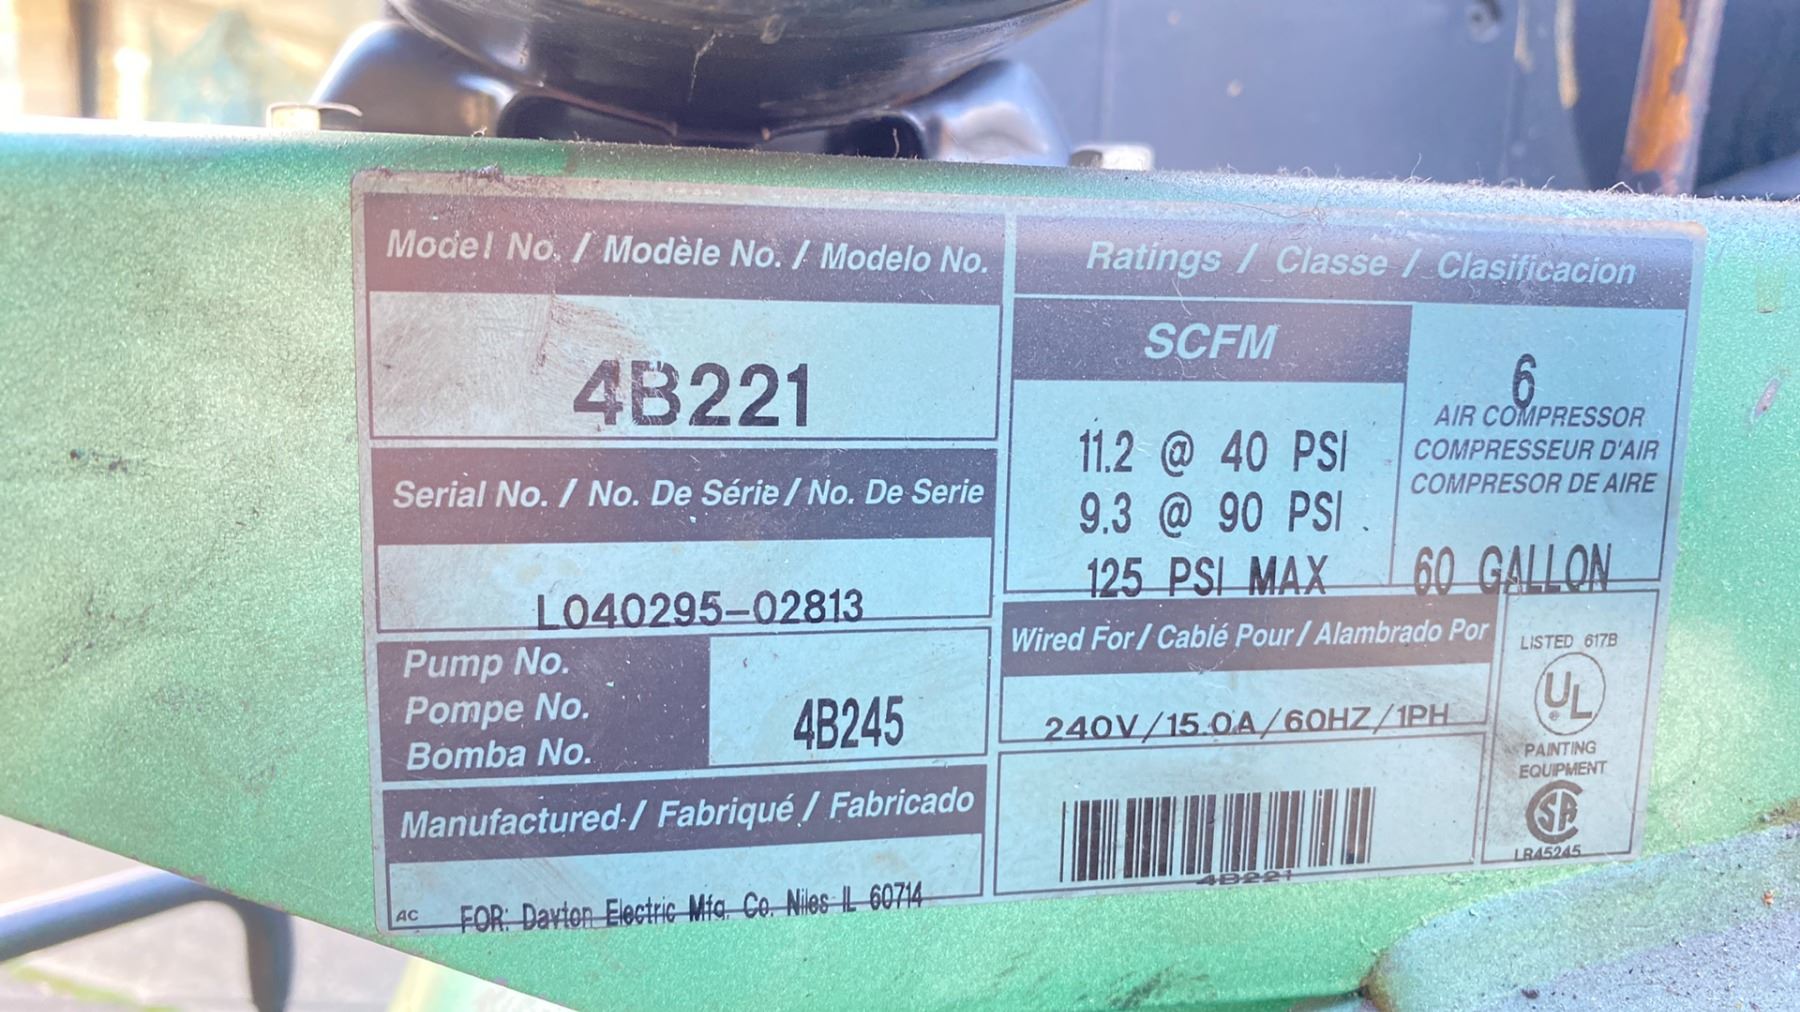 Model No. / Modèle No. / Modelo No.
4B221
Serial No. / No. De Série / No. De Serie
L040295-02813
Pump No.
Pompe No.
Bomba No.
4B245
Manufactured / Fabriqué / Fabricado
AC
FOR: Dayton Electric Mfg. Co. Niles IL 60714
Ratings / Classe / Clasificacion
SCFM
11.2 @ 40 PSI
9.3 @ 90 PSI
125 PSI MAX
6
AIR COMPRESSOR
COMPRESSEUR D'AIR
COMPRESOR DE AIRE
60 GALLON
Wired For / Cablé Pour / Alambrado Por
240V/15.0A/60HZ/1PH
4B221
LISTED 617B
UL
®
PAINTING
EQUIPMENT
SA
LR45245